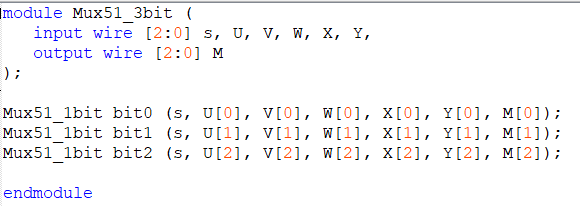 module Mux51_3bit (
input wire [2:0] s, U, V, W, X, Y,
output wire [2:0] M
);
Mux51_1bit bit0 (s, U[0], V[0], W[0], X[0], Y[0], M[0]);
Mux51_1bit bit1 (s, U[1], V[1], W[1], X[1], Y[1], M[1]);
Mux51_1bit bit2 (s, U[2], V[2], W[2], X[2], Y[2], M[2]);
endmodule